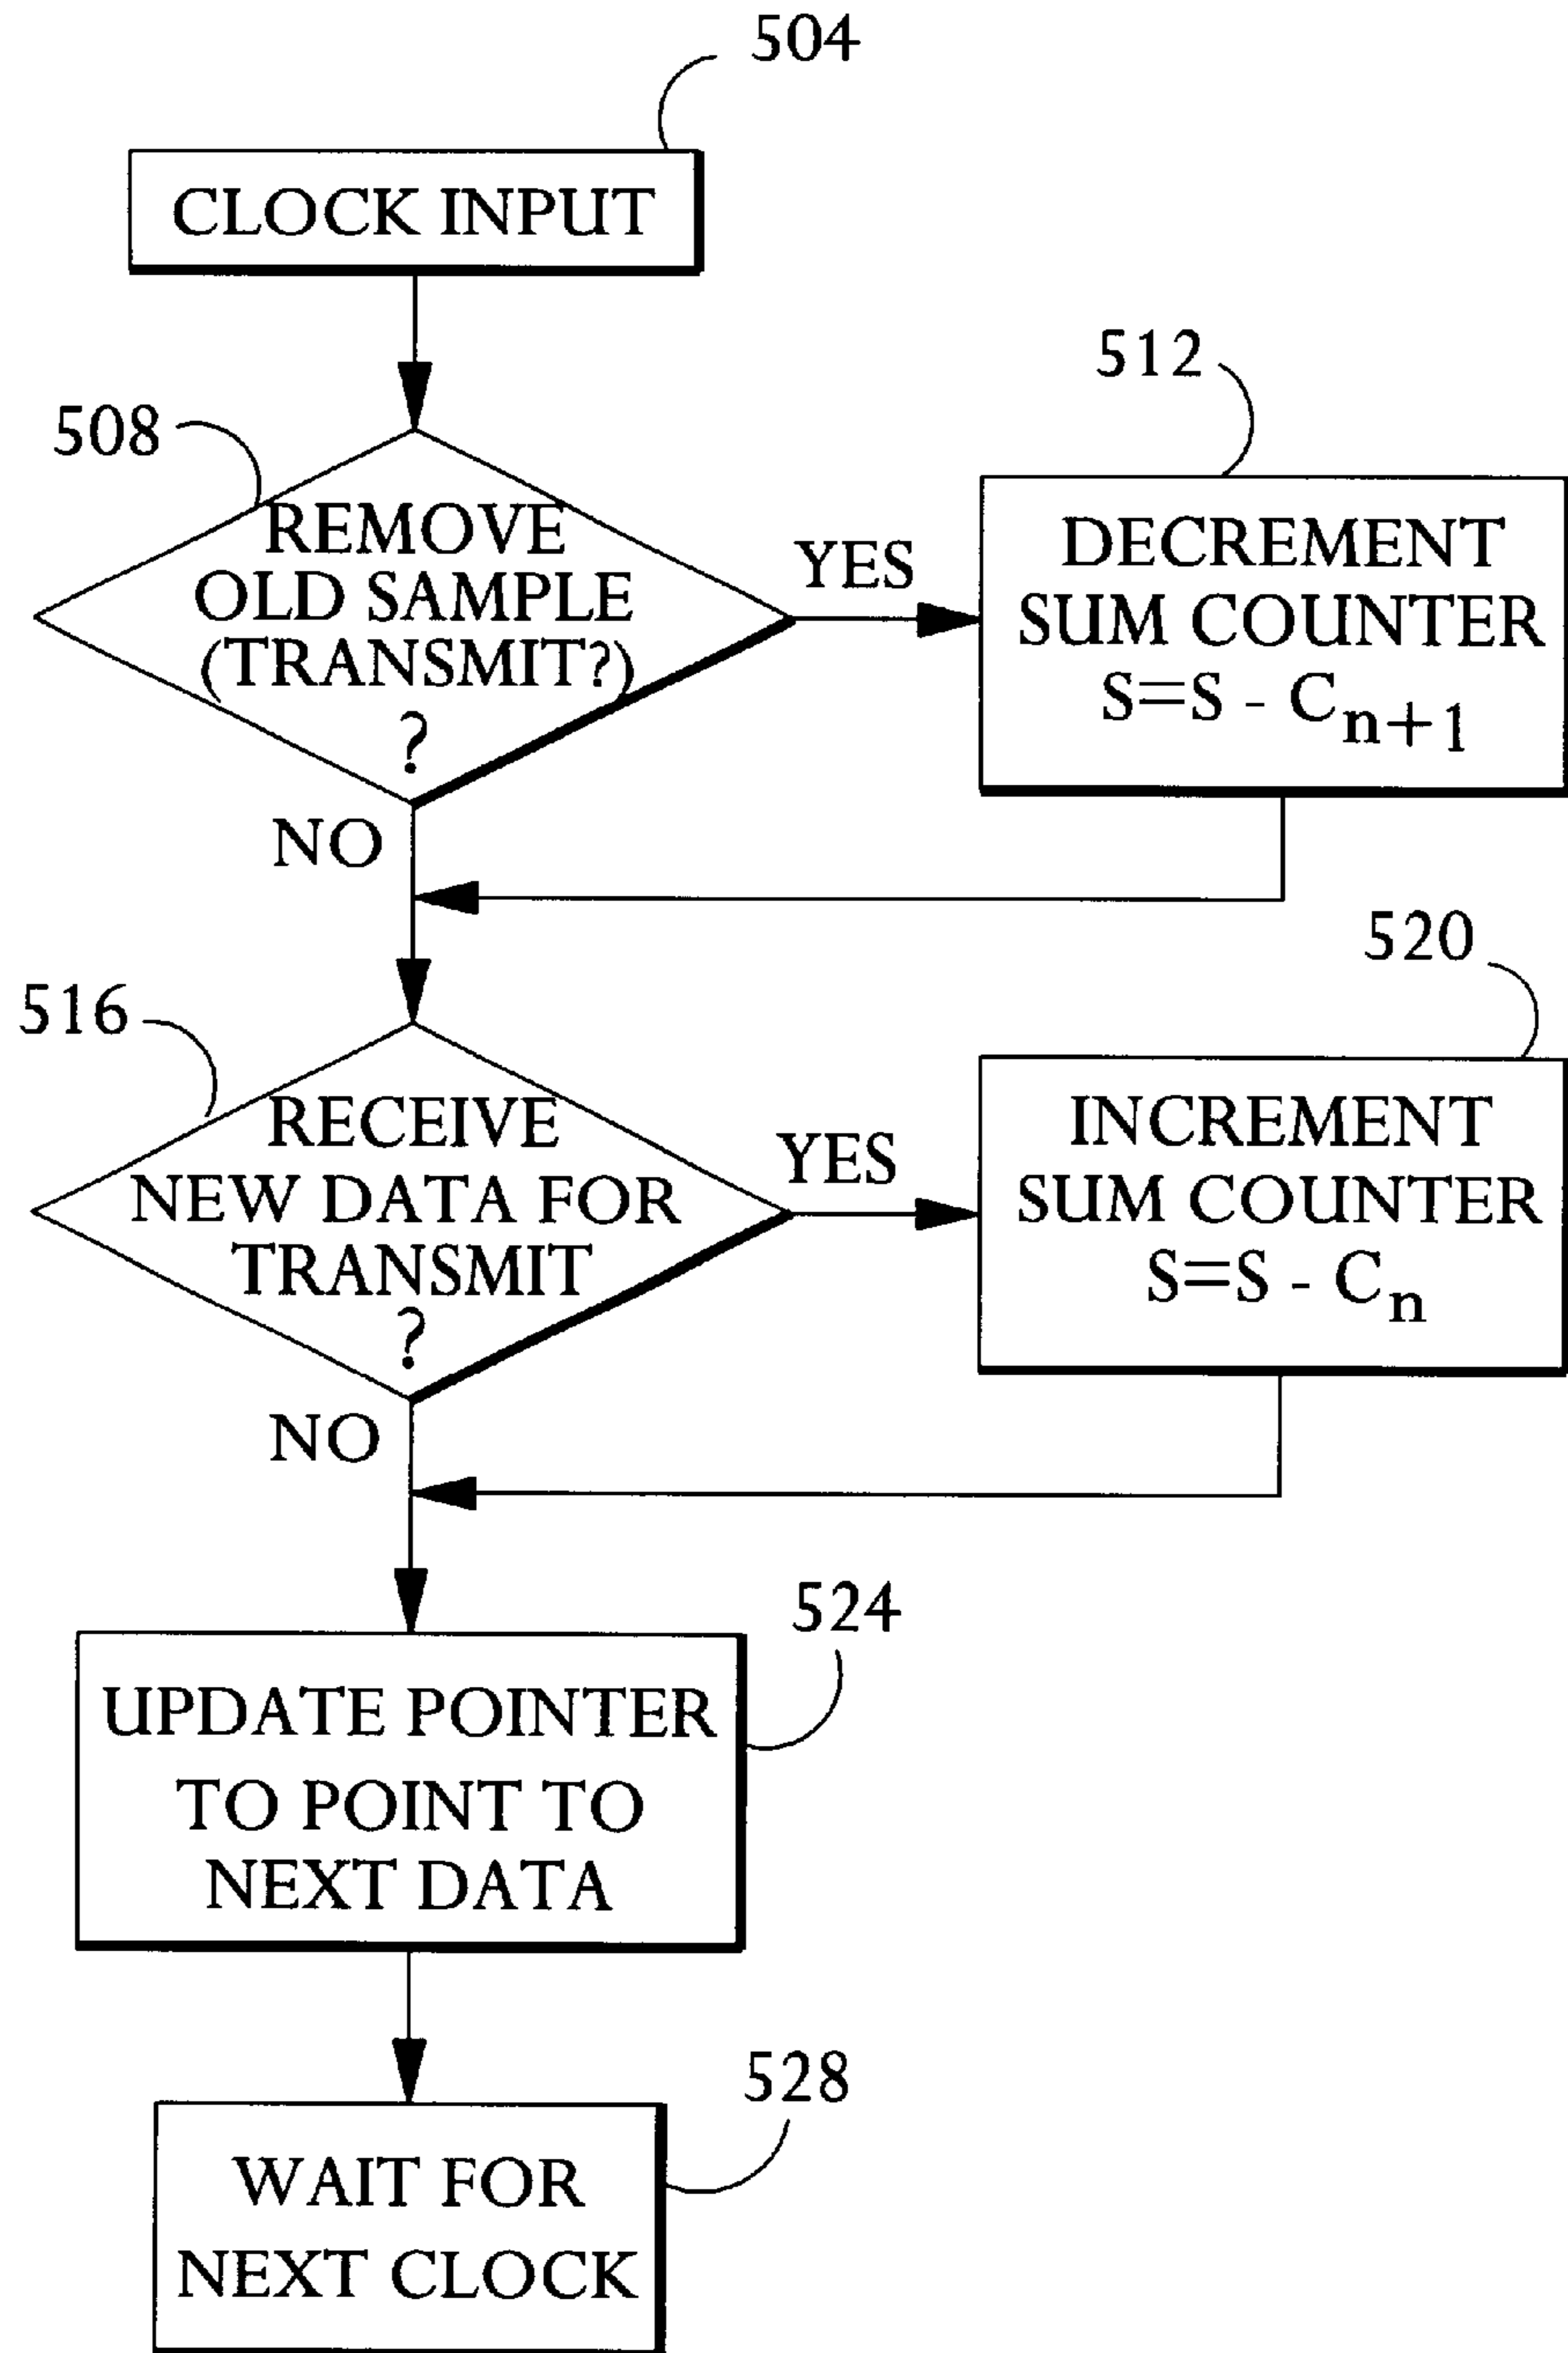 504
CLOCK INPUT
508
REMOVE
OLD SAMPLE
(TRANSMIT?)
?
YES
NO
512
DECREMENT
SUM COUNTER
S=S - Cn+1
516
RECEIVE
NEW DATA FOR
TRANSMIT
?
YES
NO
520
INCREMENT
SUM COUNTER
S=S - Cn
524
UPDATE POINTER
TO POINT TO
NEXT DATA
528
WAIT FOR
NEXT CLOCK